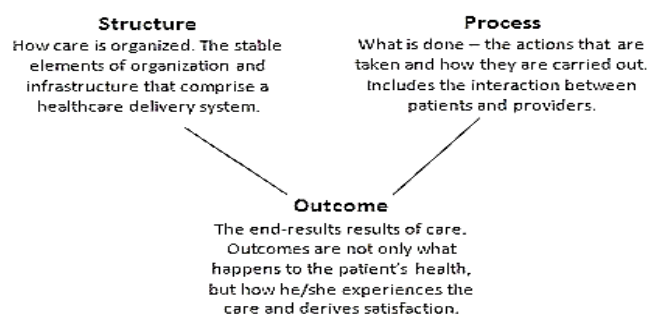 Structure
How care is organized. The stable
elements of organization and
infrastructure that comprise a
healthcare delivery system.
Process
What is done – the actions that are
taken and how they are carried out.
Includes the interaction between
patients and providers.
Outcome
The end-results results of care.
Outcomes are not only what
happens to the patient's health,
but how he/she experiences the
care and derives satisfaction.